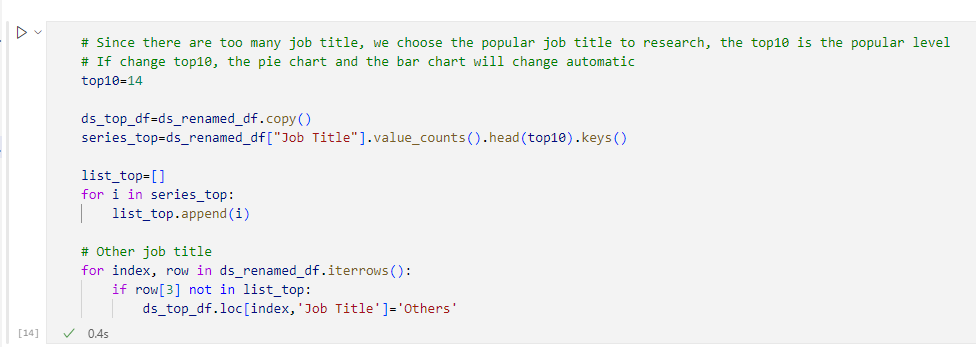 # Since there are too many job title, we choose the popular job title to research, the top10 is the popular level
# If change top10, the pie chart and the bar chart will change automatic
top10=14
ds_top_df=ds_renamed_df.copy()
series_top=ds_renamed_df["Job Title"].value_counts().head(top10).keys()
list_top=[]
for i in series_top:
    list_top.append(i)
# Other job title
for index, row in ds_renamed_df.iterrows():
    if row[3] not in list_top:
        ds_top_df.loc[index,'Job Title']='Others'
[14] 0.4s